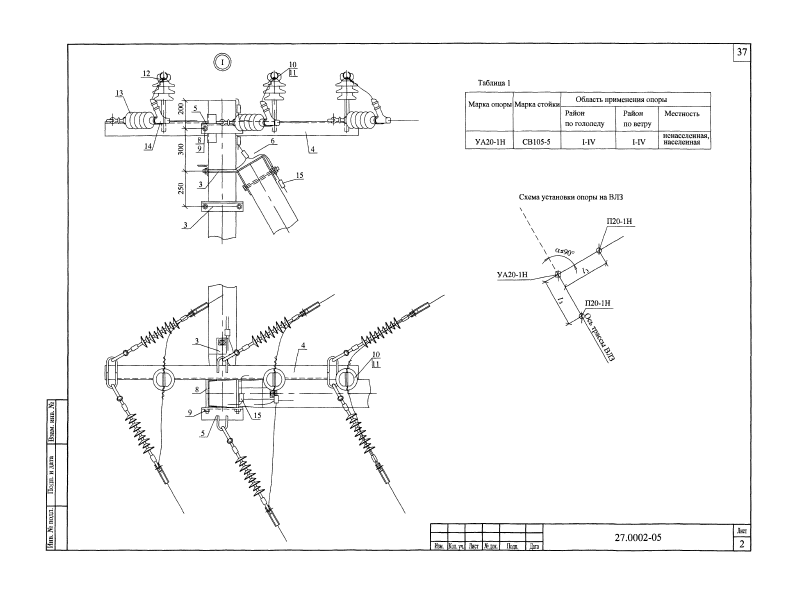 37
I
10
11
12
13
200
5
8
9
4
6
14
300
3
15
250
3
Таблица 1
Марка опоры
Марка стойки
Область применения опоры
Район по гололеду
Район по ветру
Местность
УА20-1Н
СВ105-5
I-IV
I-IV
ненаселенная, населенная
Схема установки опоры на ВЛЗ
П20-1Н
α=90°
УА20-1Н
П20-1Н
Ось трассы ВЛЗ
3
4
10
11
8
9
15
5
Взам. инв. №
Подп. и дата
Инв. № подл.
Изм.
Кол. уч.
Лист
№ док.
Подп.
Дата
27.0002-05
Лист
2